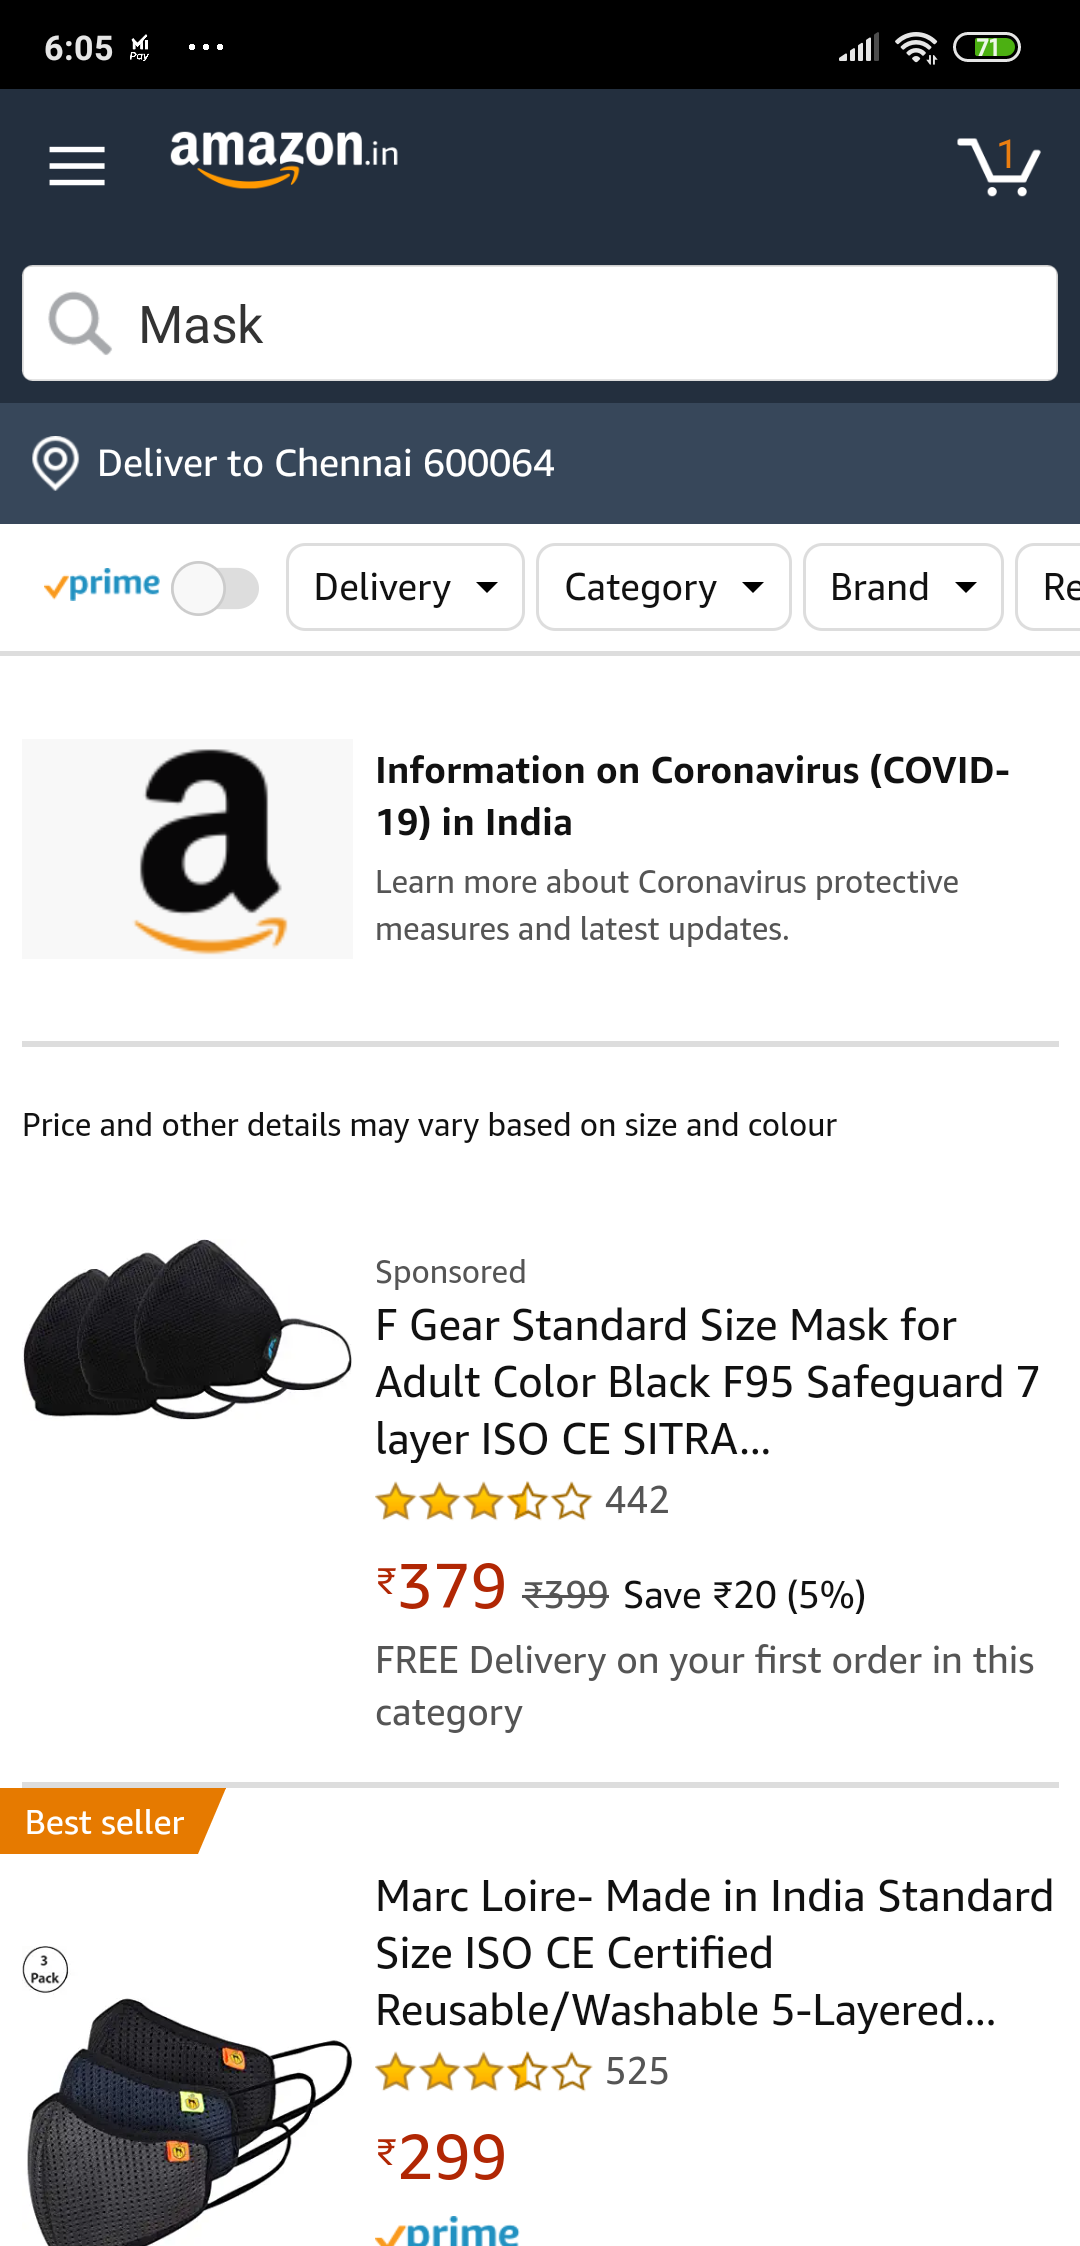 6:05 Mi Pay ... 71
amazon.in 1
Mask
Deliver to Chennai 600064
prime Delivery Category Brand Re
Information on Coronavirus (COVID-
19) in India
Learn more about Coronavirus protective
measures and latest updates.
Price and other details may vary based on size and colour
Sponsored
F Gear Standard Size Mask for
Adult Color Black F95 Safeguard 7
layer ISO CE SITRA...
442
₹379 ₹399 Save ₹20 (5%)
FREE Delivery on your first order in this
category
Best seller
3
Pack
Marc Loire- Made in India Standard
Size ISO CE Certified
Reusable/Washable 5-Layered...
525
₹299
prime